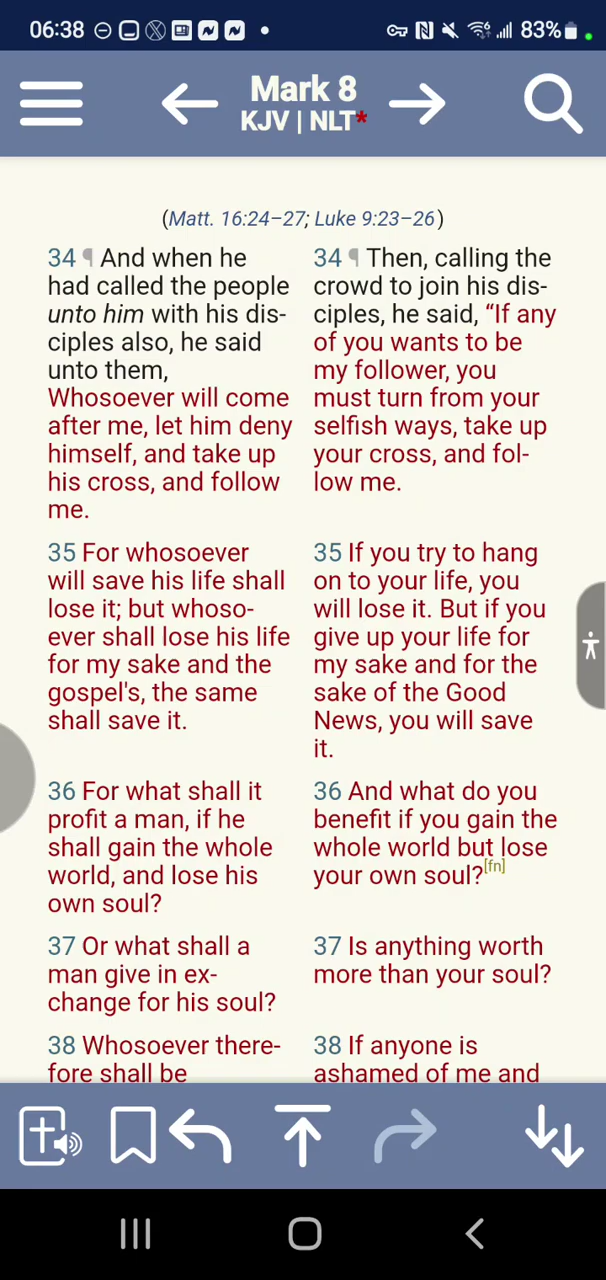 06:38
83%
Mark 8
KJV | NLT*
(Matt. 16:24–27; Luke 9:23–26)
34 ¶ And when he
had called the people
unto him with his dis-
ciples also, he said
unto them,
Whosoever will come
after me, let him deny
himself, and take up
his cross, and follow
me.
34 ¶ Then, calling the
crowd to join his dis-
ciples, he said, “If any
of you wants to be
my follower, you
must turn from your
selfish ways, take up
your cross, and fol-
low me.
35 For whosoever
will save his life shall
lose it; but whoso-
ever shall lose his life
for my sake and the
gospel's, the same
shall save it.
35 If you try to hang
on to your life, you
will lose it. But if you
give up your life for
my sake and for the
sake of the Good
News, you will save
it.
36 For what shall it
profit a man, if he
shall gain the whole
world, and lose his
own soul?
36 And what do you
benefit if you gain the
whole world but lose
your own soul?[fn]
37 Or what shall a
man give in ex-
change for his soul?
37 Is anything worth
more than your soul?
38 Whosoever there-
fore shall be
38 If anyone is
ashamed of me and